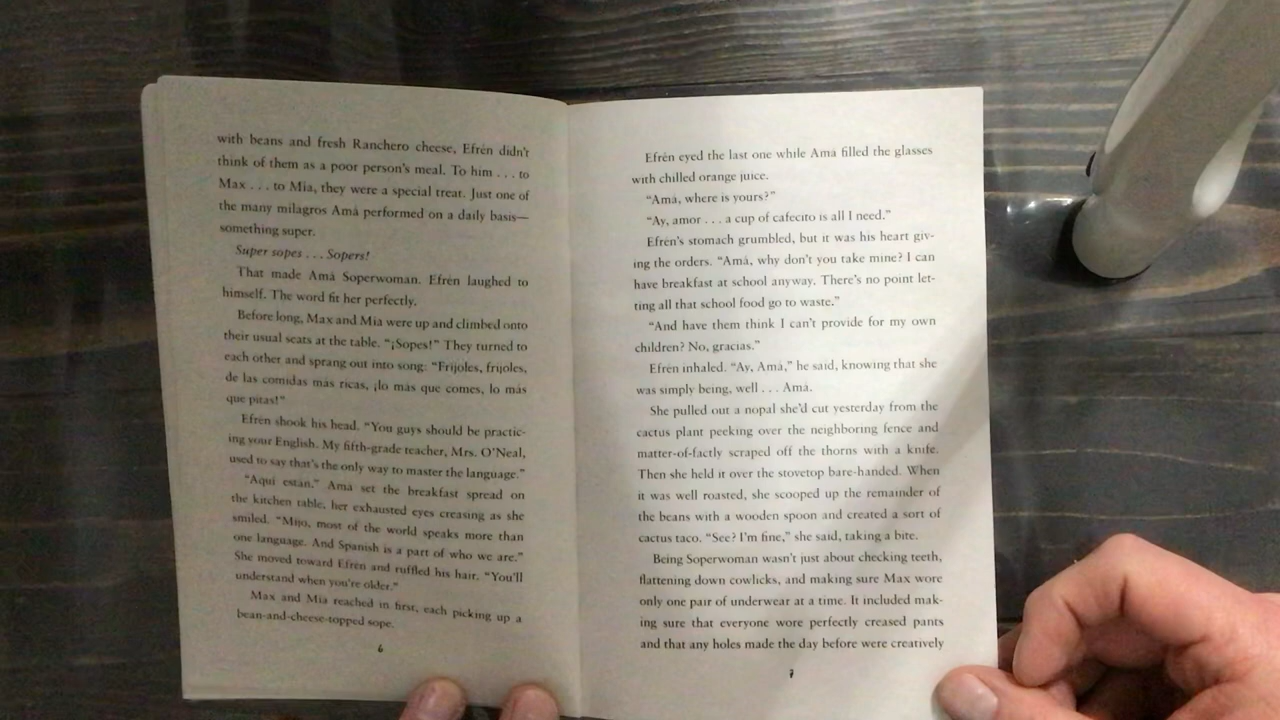 with beans and fresh Ranchero cheese, Efrén didn't
think of them as a poor person's meal. To him . . . to
Max . . . to Mia, they were a special treat. Just one of
the many milagros Amá performed on a daily basis—
something super.
Super sopes . . . Sopers!
That made Amá Soperwoman. Efrén laughed to
himself. The word fit her perfectly.
Before long, Max and Mia were up and climbed onto
their usual seats at the table. "¡Sopes!" They turned to
each other and sprang out into song: "Frijoles, frijoles,
de las comidas más ricas, ¡lo más que comes, lo más
que pitas!"
Efrén shook his head. "You guys should be practic-
ing your English. My fifth-grade teacher, Mrs. O'Neal,
used to say that's the only way to master the language."
"Aquí están." Amá set the breakfast spread on
the kitchen table, her exhausted eyes creasing as she
smiled. "Mijo, most of the world speaks more than
one language. And Spanish is a part of who we are."
She moved toward Efrén and ruffled his hair. "You'll
understand when you're older."
Max and Mia reached in first, each picking up a
bean-and-cheese-topped sope.
6
Efrén eyed the last one while Amá filled the glasses
with chilled orange juice.
"Amá, where is yours?"
"Ay, amor . . . a cup of cafecito is all I need."
Efrén's stomach grumbled, but it was his heart giv-
ing the orders. "Amá, why don't you take mine? I can
have breakfast at school anyway. There's no point let-
ting all that school food go to waste."
"And have them think I can't provide for my own
children? No, gracias."
Efrén inhaled. "Ay, Amá," he said, knowing that she
was simply being, well . . . Amá.
She pulled out a nopal she'd cut yesterday from the
cactus plant peeking over the neighboring fence and
matter-of-factly scraped off the thorns with a knife.
Then she held it over the stovetop bare-handed. When
it was well roasted, she scooped up the remainder of
the beans with a wooden spoon and created a sort of
cactus taco. "See? I'm fine," she said, taking a bite.
Being Soperwoman wasn't just about checking teeth,
flattening down cowlicks, and making sure Max wore
only one pair of underwear at a time. It included mak-
ing sure that everyone wore perfectly creased pants
and that any holes made the day before were creatively
7